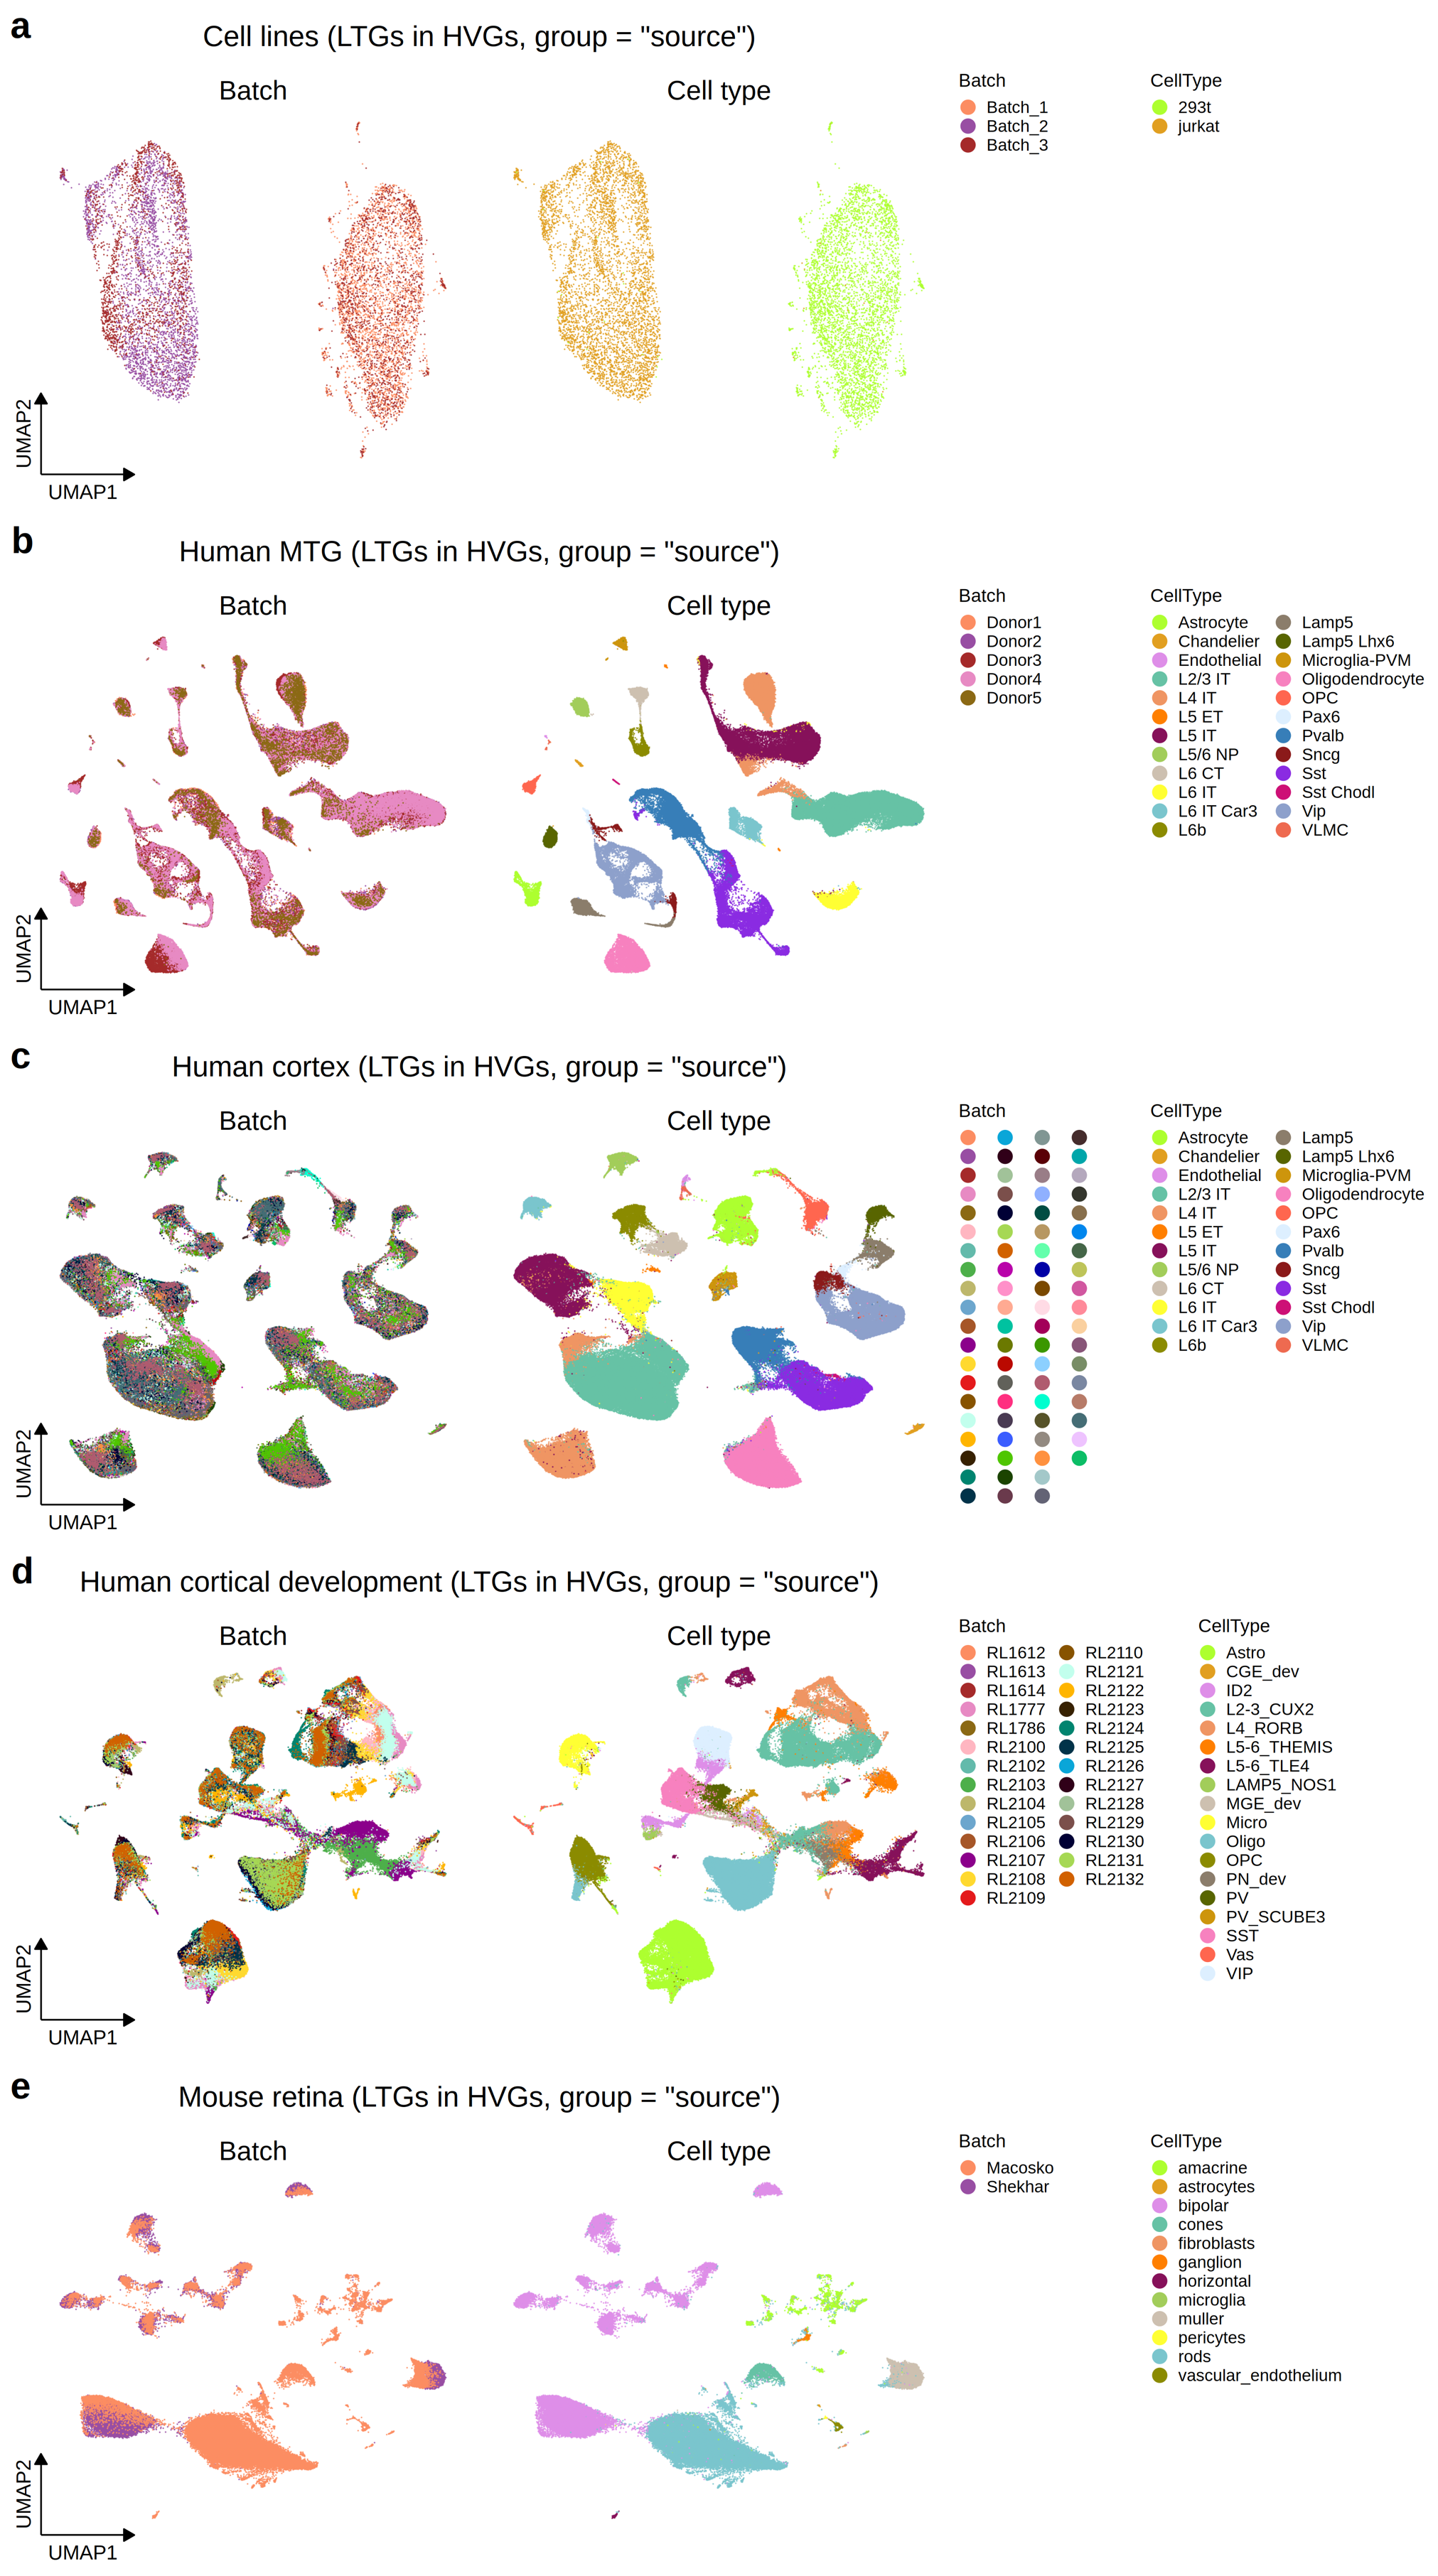 a
Cell lines (LTGs in HVGs, group = "source")
Batch
Cell type
Batch
Batch_1
Batch_2
Batch_3
CellType
293t
jurkat
UMAP2
UMAP1
b
Human MTG (LTGs in HVGs, group = "source")
Batch
Cell type
Batch
Donor1
Donor2
Donor3
Donor4
Donor5
CellType
Astrocyte
Chandelier
Endothelial
L2/3 IT
L4 IT
L5 ET
L5 IT
L5/6 NP
L6 CT
L6 IT
L6 IT Car3
L6b
Lamp5
Lamp5 Lhx6
Microglia-PVM
Oligodendrocyte
OPC
Pax6
Pvalb
Sncg
Sst
Sst Chodl
Vip
VLMC
UMAP2
UMAP1
c
Human cortex (LTGs in HVGs, group = "source")
Batch
Cell type
Batch
CellType
Astrocyte
Chandelier
Endothelial
L2/3 IT
L4 IT
L5 ET
L5 IT
L5/6 NP
L6 CT
L6 IT
L6 IT Car3
L6b
Lamp5
Lamp5 Lhx6
Microglia-PVM
Oligodendrocyte
OPC
Pax6
Pvalb
Sncg
Sst
Sst Chodl
Vip
VLMC
UMAP2
UMAP1
d
Human cortical development (LTGs in HVGs, group = "source")
Batch
Cell type
Batch
RL1612
RL1613
RL1614
RL1777
RL1786
RL2100
RL2102
RL2103
RL2104
RL2105
RL2106
RL2107
RL2108
RL2109
RL2110
RL2121
RL2122
RL2123
RL2124
RL2125
RL2126
RL2127
RL2128
RL2129
RL2130
RL2131
RL2132
CellType
Astro
CGE_dev
ID2
L2-3_CUX2
L4_RORB
L5-6_THEMIS
L5-6_TLE4
LAMP5_NOS1
MGE_dev
Micro
Oligo
OPC
PN_dev
PV
PV_SCUBE3
SST
Vas
VIP
UMAP2
UMAP1
e
Mouse retina (LTGs in HVGs, group = "source")
Batch
Cell type
Batch
Macosko
Shekhar
CellType
amacrine
astrocytes
bipolar
cones
fibroblasts
ganglion
horizontal
microglia
muller
pericytes
rods
vascular_endothelium
UMAP2
UMAP1